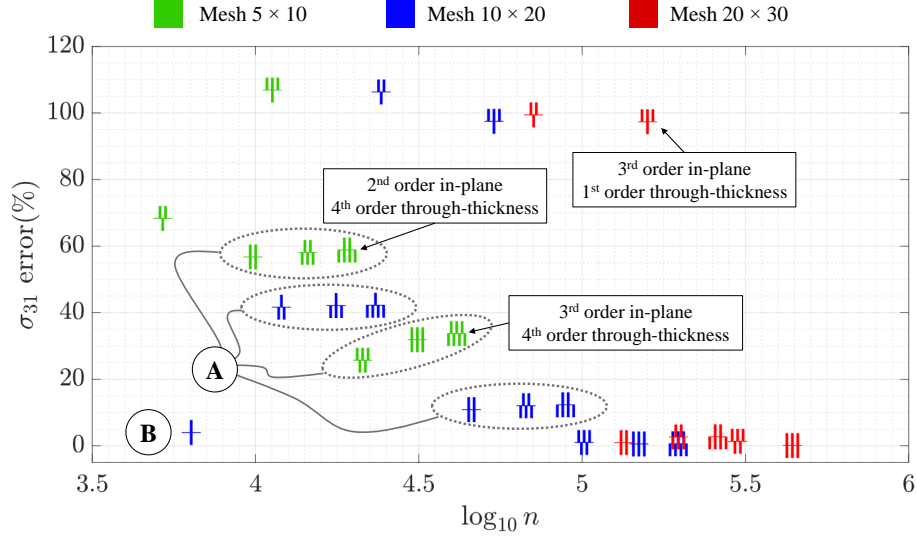 Mesh 5 × 10 Mesh 10 × 20 Mesh 20 × 30
120
100
80
60
40
20
0
σ31 error(%)
3rd order in-plane
1st order through-thickness
2nd order in-plane
4th order through-thickness
3rd order in-plane
4th order through-thickness
A
B
3.5 4 4.5 5 5.5 6
log10 n